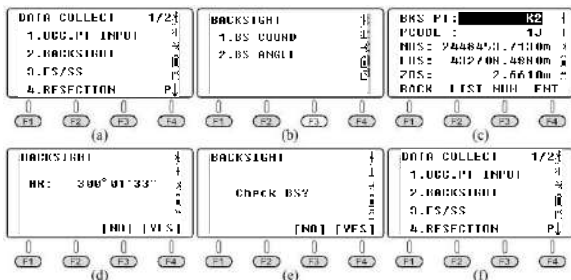 DATA COLLECT 1/2
1.OCC.PT INPUT
2.BACKSIGHT
3.FS/SS
4.RESECTION P↓
F1 F2 F3 F4
(a)
BACKSIGHT
1.BS COORD
2.BS ANGLE
F1 F2 F3 F4
(b)
BKS PT: K2
PCODE : 1J
NBS: 2448453.7130m
EBS: 432708.4880m
ZBS: 2.6610m
BACK LIST NUM ENT
F1 F2 F3 F4
(c)
BACKSIGHT
HR: 300°01'33"
[NO] [YES]
F1 F2 F3 F4
(d)
BACKSIGHT
Check BS?
[NO] [YES]
F1 F2 F3 F4
(e)
DATA COLLECT 1/2
1.OCC.PT INPUT
2.BACKSIGHT
3.FS/SS
4.RESECTION P↓
F1 F2 F3 F4
(f)